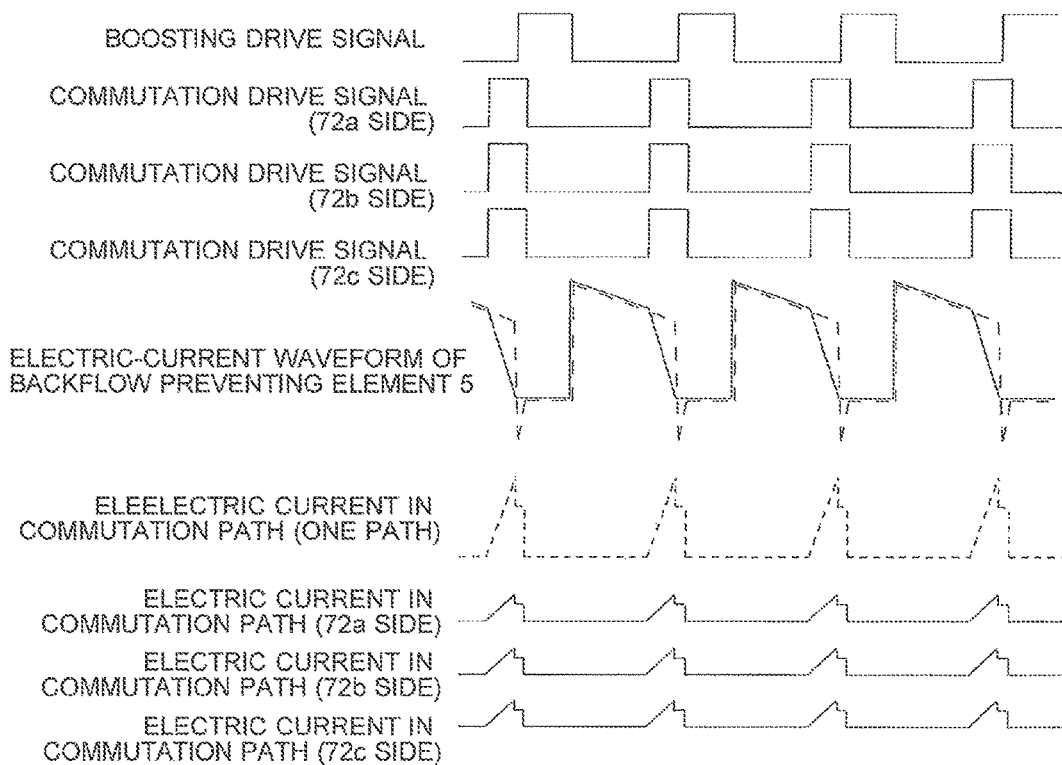 BOOSTING DRIVE SIGNAL
COMMUTATION DRIVE SIGNAL
(72a SIDE)
COMMUTATION DRIVE SIGNAL
(72b SIDE)
COMMUTATION DRIVE SIGNAL
(72c SIDE)
ELECTRIC-CURRENT WAVEFORM OF
BACKFLOW PREVENTING ELEMENT 5
ELEELECTRIC CURRENT IN
COMMUTATION PATH (ONE PATH)
ELECTRIC CURRENT IN
COMMUTATION PATH (72a SIDE)
ELECTRIC CURRENT IN
COMMUTATION PATH (72b SIDE)
ELECTRIC CURRENT IN
COMMUTATION PATH (72c SIDE)